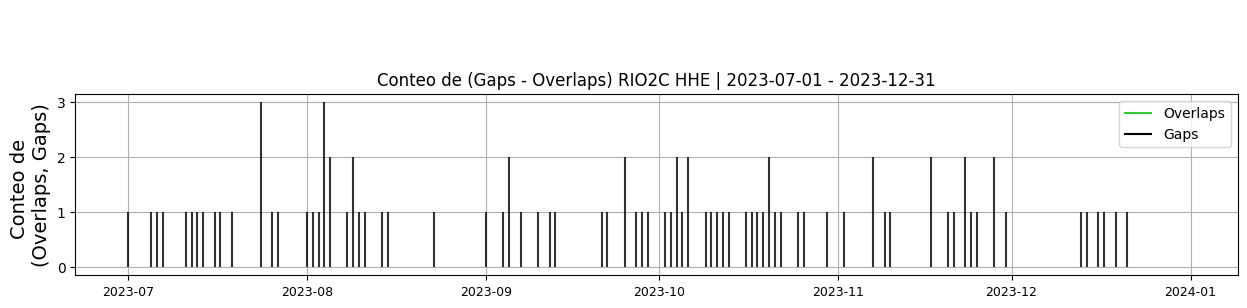 Conteo de (Gaps - Overlaps) RIO2C HHE | 2023-07-01 - 2023-12-31
Conteo de
(Overlaps, Gaps)
3
2
1
0
Overlaps
Gaps
2023-07
2023-08
2023-09
2023-10
2023-11
2023-12
2024-01